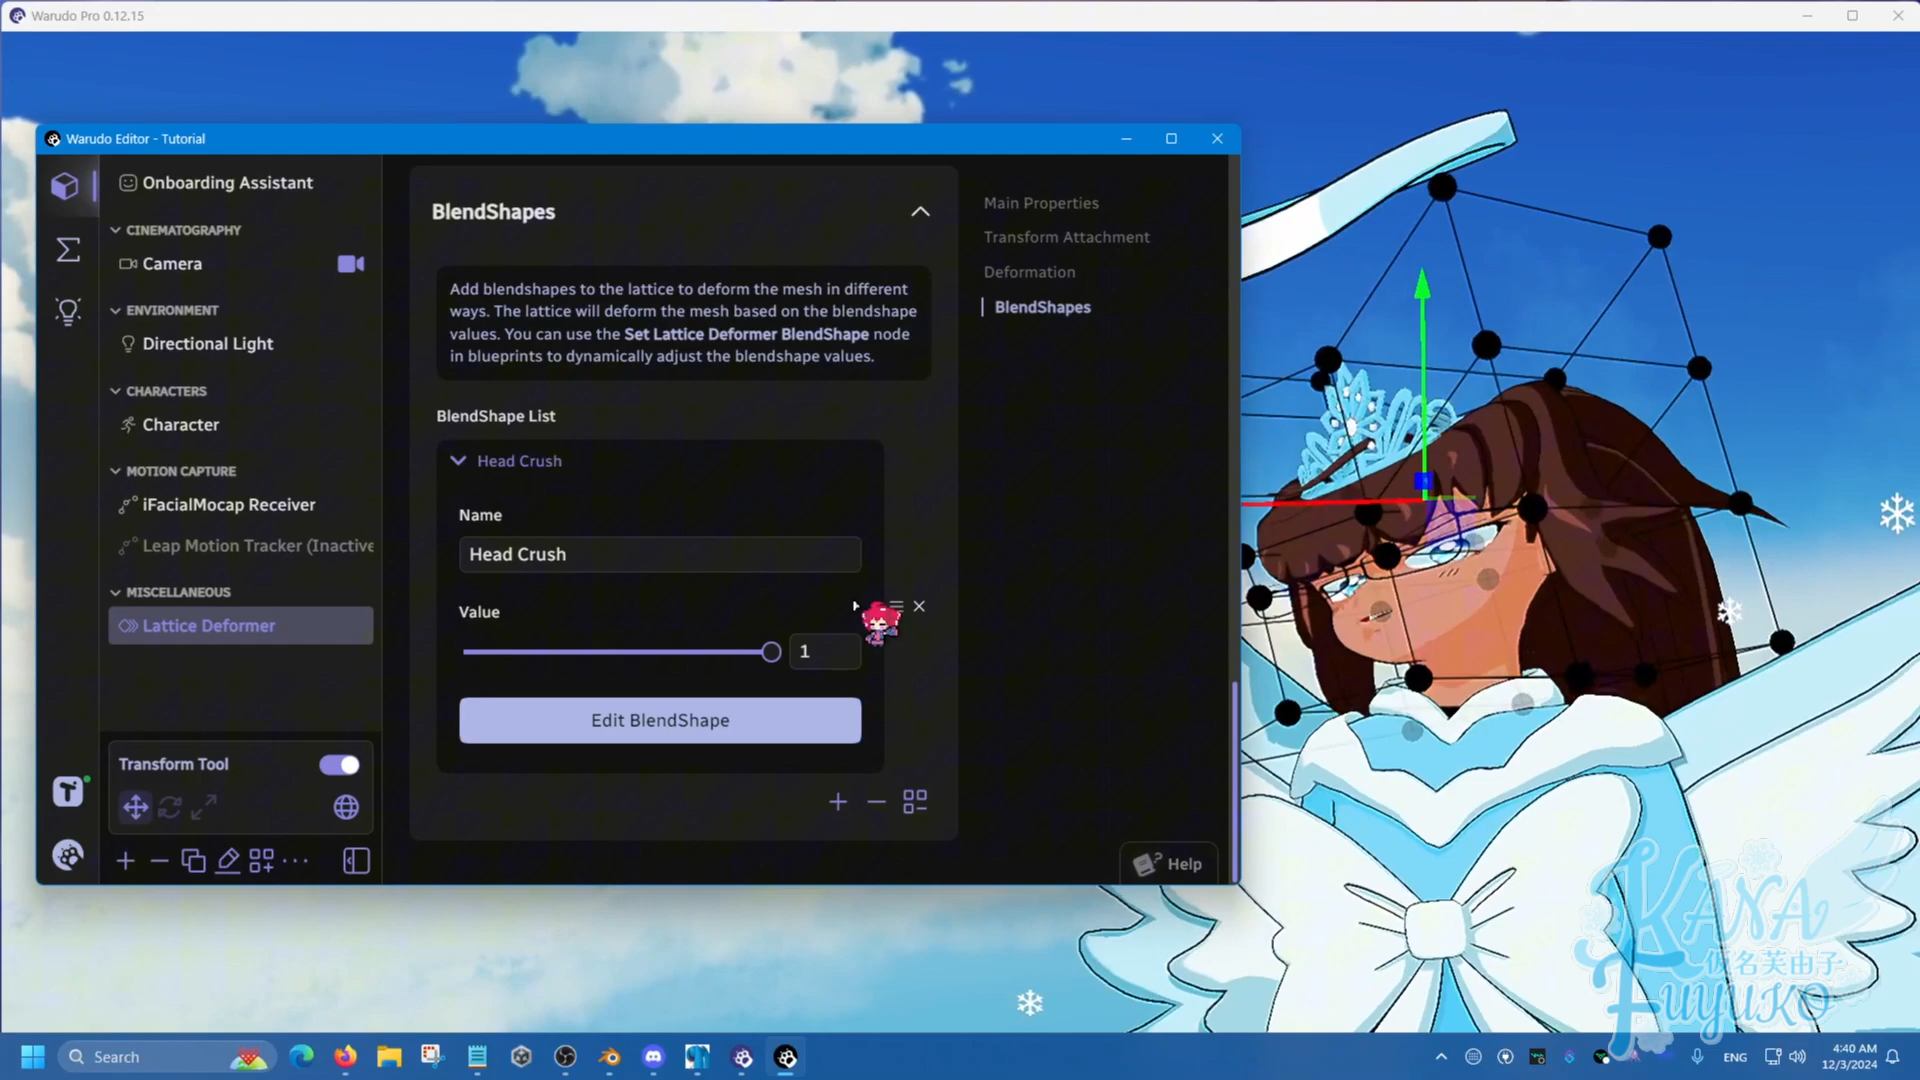 Warudo Pro 0.12.15
Warudo Editor - Tutorial
Onboarding Assistant
CINEMATOGRAPHY
Camera
ENVIRONMENT
Directional Light
CHARACTERS
Character
MOTION CAPTURE
iFacialMocap Receiver
Leap Motion Tracker (Inactive
MISCELLANEOUS
Lattice Deformer
Transform Tool
BlendShapes
Add blendshapes to the lattice to deform the mesh in different
ways. The lattice will deform the mesh based on the blendshape
values. You can use the Set Lattice Deformer BlendShape node
in blueprints to dynamically adjust the blendshape values.
BlendShape List
Head Crush
Name
Head Crush
Value
1
Edit BlendShape
Main Properties
Transform Attachment
Deformation
BlendShapes
Help
KANA
仮名芙由子
FUYUKO
Search
ENG
4:40 AM
12/3/2024